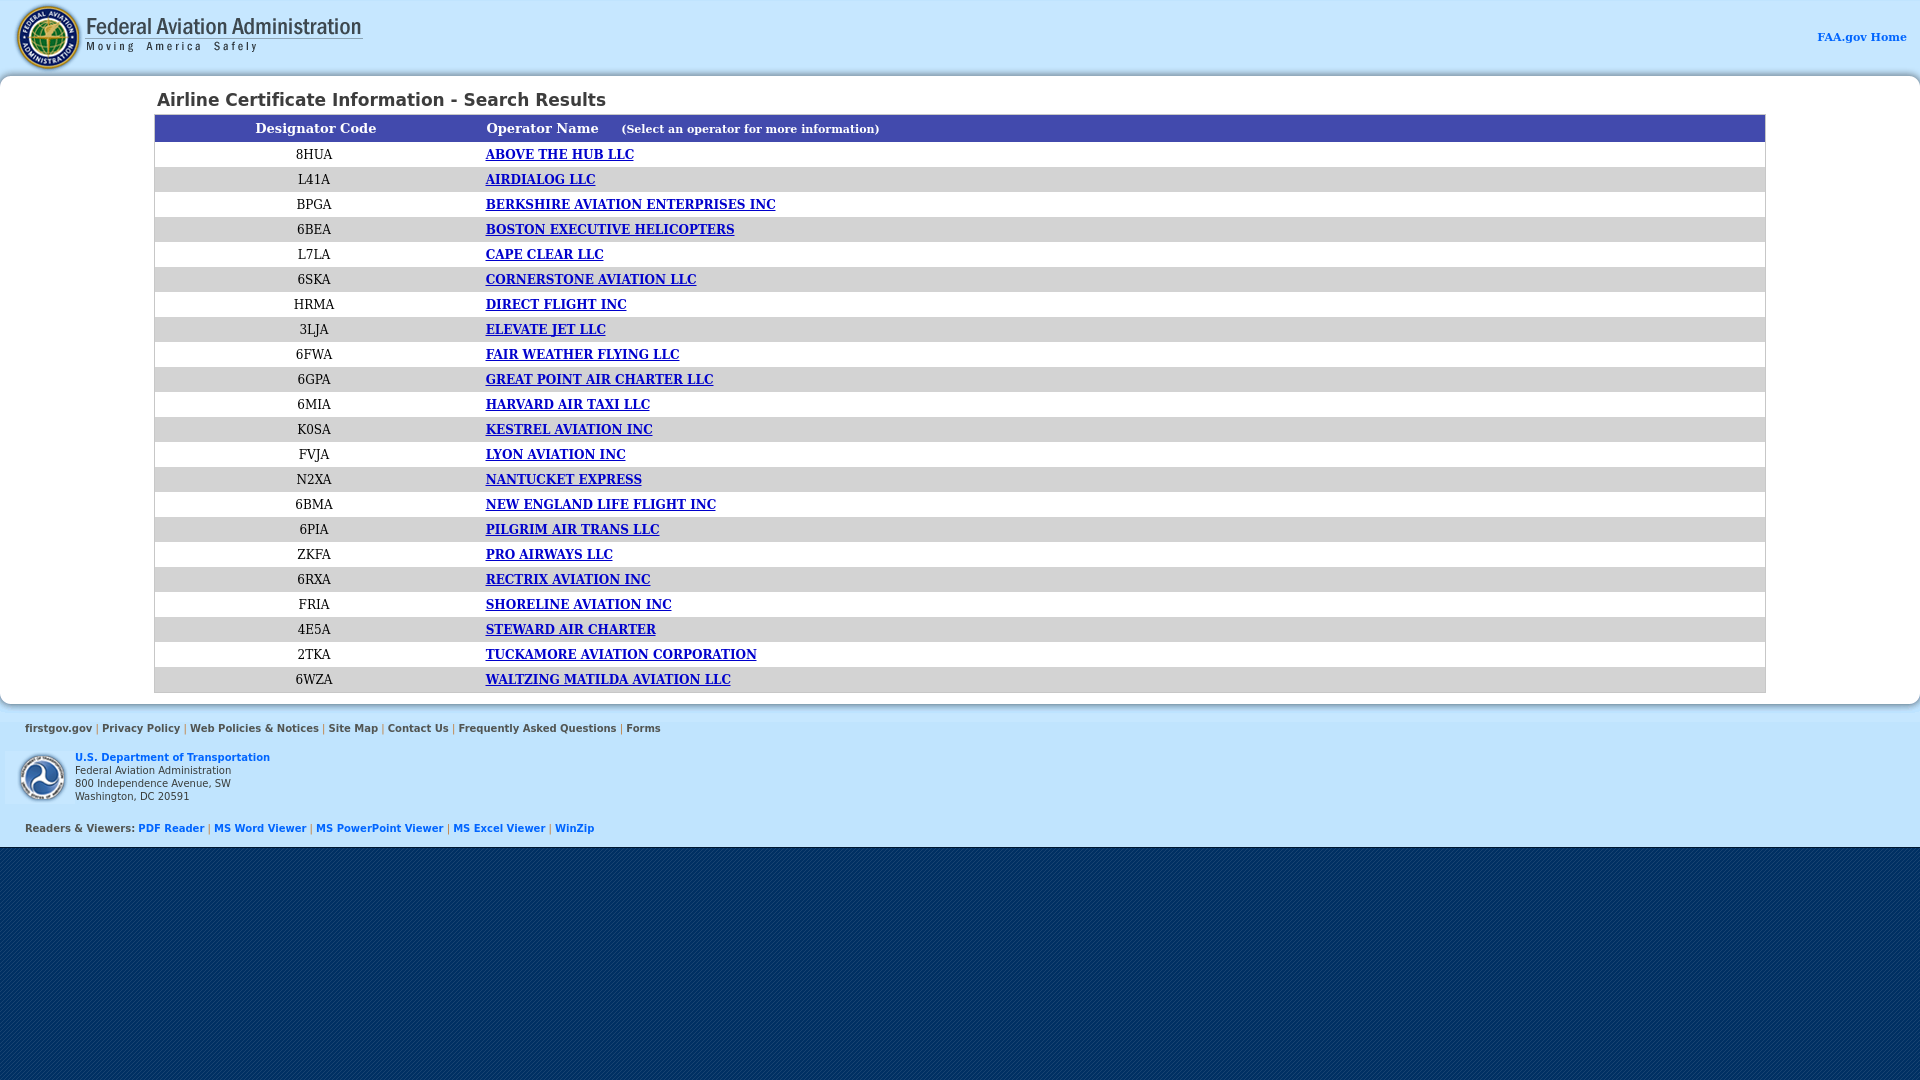 Federal Aviation Administration
Moving America Safely
FAA.gov Home
Airline Certificate Information - Search Results
Designator Code Operator Name (Select an operator for more information)
8HUA ABOVE THE HUB LLC
L41A AIRDIALOG LLC
BPGA BERKSHIRE AVIATION ENTERPRISES INC
6BEA BOSTON EXECUTIVE HELICOPTERS
L7LA CAPE CLEAR LLC
6SKA CORNERSTONE AVIATION LLC
HRMA DIRECT FLIGHT INC
3LJA ELEVATE JET LLC
6FWA FAIR WEATHER FLYING LLC
6GPA GREAT POINT AIR CHARTER LLC
6MIA HARVARD AIR TAXI LLC
K0SA KESTREL AVIATION INC
FVJA LYON AVIATION INC
N2XA NANTUCKET EXPRESS
6BMA NEW ENGLAND LIFE FLIGHT INC
6PIA PILGRIM AIR TRANS LLC
ZKFA PRO AIRWAYS LLC
6RXA RECTRIX AVIATION INC
FRIA SHORELINE AVIATION INC
4E5A STEWARD AIR CHARTER
2TKA TUCKAMORE AVIATION CORPORATION
6WZA WALTZING MATILDA AVIATION LLC
firstgov.gov | Privacy Policy | Web Policies & Notices | Site Map | Contact Us | Frequently Asked Questions | Forms
U.S. Department of Transportation
Federal Aviation Administration
800 Independence Avenue, SW
Washington, DC 20591
Readers & Viewers: PDF Reader | MS Word Viewer | MS PowerPoint Viewer | MS Excel Viewer | WinZip